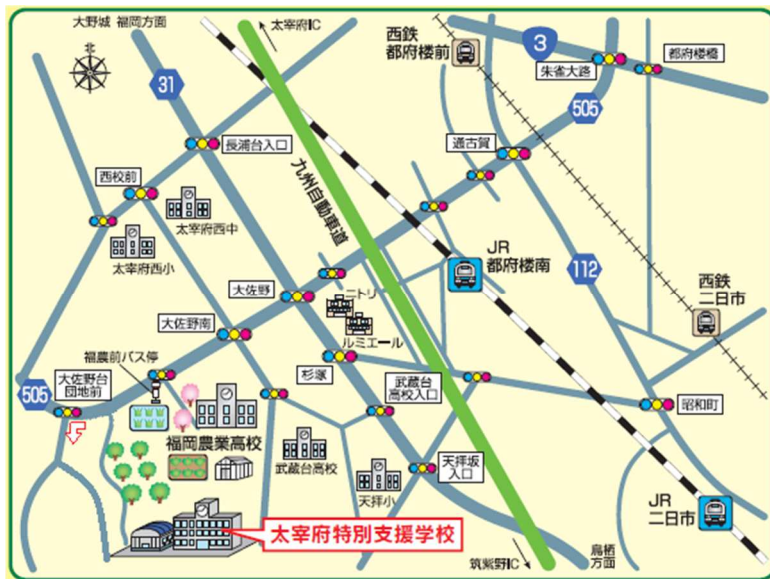 大野城 福岡方面
太宰府IC
北
西鉄
都府楼前
3
都府楼橋
朱雀大路
31
505
長浦台入口
通古賀
西校前
九州自動車道
太宰府西中
太宰府西小
JR
都府楼南
112
大佐野
ニトリ
西鉄
二日市
大佐野南
ルミエール
福農前バス停
杉塚
505
大佐野台
団地前
武蔵台
高校入口
昭和町
福岡農業高校
武蔵台高校
天拝小
天拝坂
入口
JR
二日市
太宰府特別支援学校
筑紫野IC
鳥栖
方面